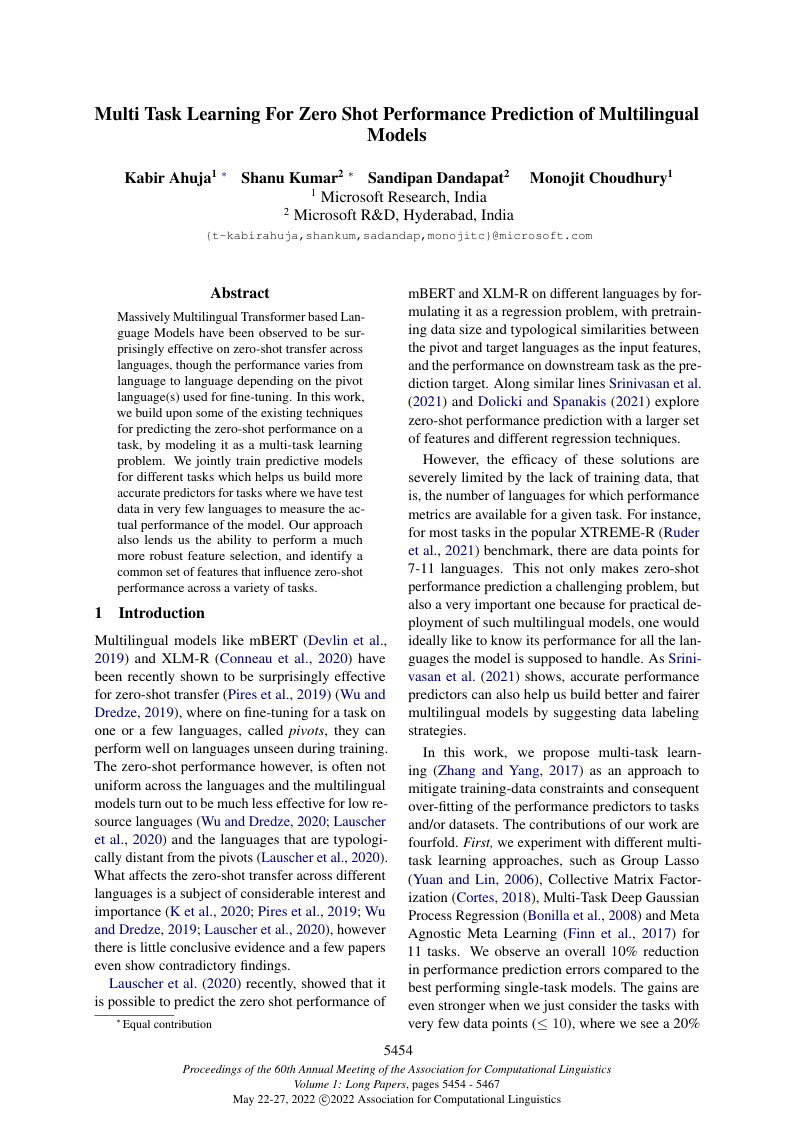 Multi Task Learning For Zero Shot Performance Prediction of Multilingual
Models
Kabir Ahuja1 * Shanu Kumar2 * Sandipan Dandapat2 Monojit Choudhury1
1 Microsoft Research, India
2 Microsoft R&D, Hyderabad, India
{t-kabirahuja,shankum,sadandap,monojitc}@microsoft.com
Abstract
Massively Multilingual Transformer based Lan-
guage Models have been observed to be sur-
prisingly effective on zero-shot transfer across
languages, though the performance varies from
language to language depending on the pivot
language(s) used for fine-tuning. In this work,
we build upon some of the existing techniques
for predicting the zero-shot performance on a
task, by modeling it as a multi-task learning
problem. We jointly train predictive models
for different tasks which helps us build more
accurate predictors for tasks where we have test
data in very few languages to measure the ac-
tual performance of the model. Our approach
also lends us the ability to perform a much
more robust feature selection, and identify a
common set of features that influence zero-shot
performance across a variety of tasks.
1 Introduction
Multilingual models like mBERT (Devlin et al.,
2019) and XLM-R (Conneau et al., 2020) have
been recently shown to be surprisingly effective
for zero-shot transfer (Pires et al., 2019) (Wu and
Dredze, 2019), where on fine-tuning for a task on
one or a few languages, called pivots, they can
perform well on languages unseen during training.
The zero-shot performance however, is often not
uniform across the languages and the multilingual
models turn out to be much less effective for low re-
source languages (Wu and Dredze, 2020; Lauscher
et al., 2020) and the languages that are typologi-
cally distant from the pivots (Lauscher et al., 2020).
What affects the zero-shot transfer across different
languages is a subject of considerable interest and
importance (K et al., 2020; Pires et al., 2019; Wu
and Dredze, 2019; Lauscher et al., 2020), however
there is little conclusive evidence and a few papers
even show contradictory findings.
Lauscher et al. (2020) recently, showed that it
is possible to predict the zero shot performance of
* Equal contribution
mBERT and XLM-R on different languages by for-
mulating it as a regression problem, with pretrain-
ing data size and typological similarities between
the pivot and target languages as the input features,
and the performance on downstream task as the pre-
diction target. Along similar lines Srinivasan et al.
(2021) and Dolicki and Spanakis (2021) explore
zero-shot performance prediction with a larger set
of features and different regression techniques.
However, the efficacy of these solutions are
severely limited by the lack of training data, that
is, the number of languages for which performance
metrics are available for a given task. For instance,
for most tasks in the popular XTREME-R (Ruder
et al., 2021) benchmark, there are data points for
7-11 languages. This not only makes zero-shot
performance prediction a challenging problem, but
also a very important one because for practical de-
ployment of such multilingual models, one would
ideally like to know its performance for all the lan-
guages the model is supposed to handle. As Srini-
vasan et al. (2021) shows, accurate performance
predictors can also help us build better and fairer
multilingual models by suggesting data labeling
strategies.
In this work, we propose multi-task learn-
ing (Zhang and Yang, 2017) as an approach to
mitigate training-data constraints and consequent
over-fitting of the performance predictors to tasks
and/or datasets. The contributions of our work are
fourfold. First, we experiment with different multi-
task learning approaches, such as Group Lasso
(Yuan and Lin, 2006), Collective Matrix Factor-
ization (Cortes, 2018), Multi-Task Deep Gaussian
Process Regression (Bonilla et al., 2008) and Meta
Agnostic Meta Learning (Finn et al., 2017) for
11 tasks. We observe an overall 10% reduction
in performance prediction errors compared to the
best performing single-task models. The gains are
even stronger when we just consider the tasks with
very few data points (≤ 10), where we see a 20%
5454
Proceedings of the 60th Annual Meeting of the Association for Computational Linguistics
Volume 1: Long Papers, pages 5454 - 5467
May 22-27, 2022 ©2022 Association for Computational Linguistics